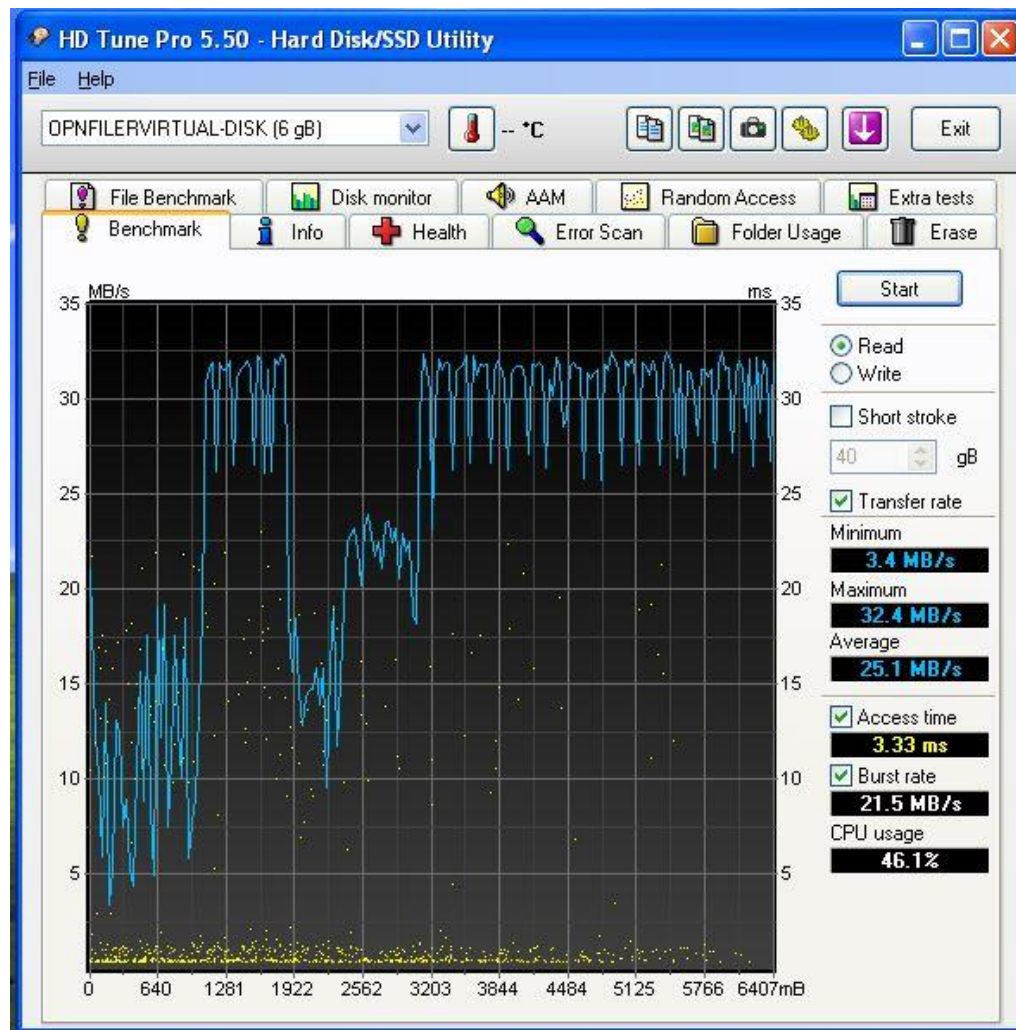 HD Tune Pro 5.50 - Hard Disk/SSD Utility
File Help
OPNFILERVIRTUAL-DISK (6 gB)
-- °C
Exit
File Benchmark Disk monitor AAM Random Access Extra tests
Benchmark Info Health Error Scan Folder Usage Erase
MB/s ms
35 35
30 30
25 25
20 20
15 15
10 10
5 5
0 640 1281 1922 2562 3203 3844 4484 5125 5766 6407mB
Start
Read
Write
Short stroke
40 gB
Transfer rate
Minimum
3.4 MB/s
Maximum
32.4 MB/s
Average
25.1 MB/s
Access time
3.33 ms
Burst rate
21.5 MB/s
CPU usage
46.1%